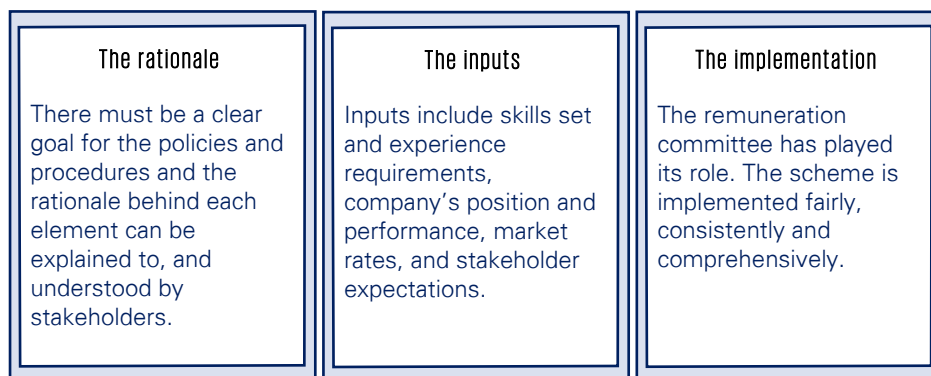 The rationale
There must be a clear
goal for the policies and
procedures and the
rationale behind each
element can be
explained to, and
understood by
stakeholders.
The inputs
Inputs include skills set
and experience
requirements,
company's position and
performance, market
rates, and stakeholder
expectations.
The implementation
The remuneration
committee has played
its role. The scheme is
implemented fairly,
consistently and
comprehensively.